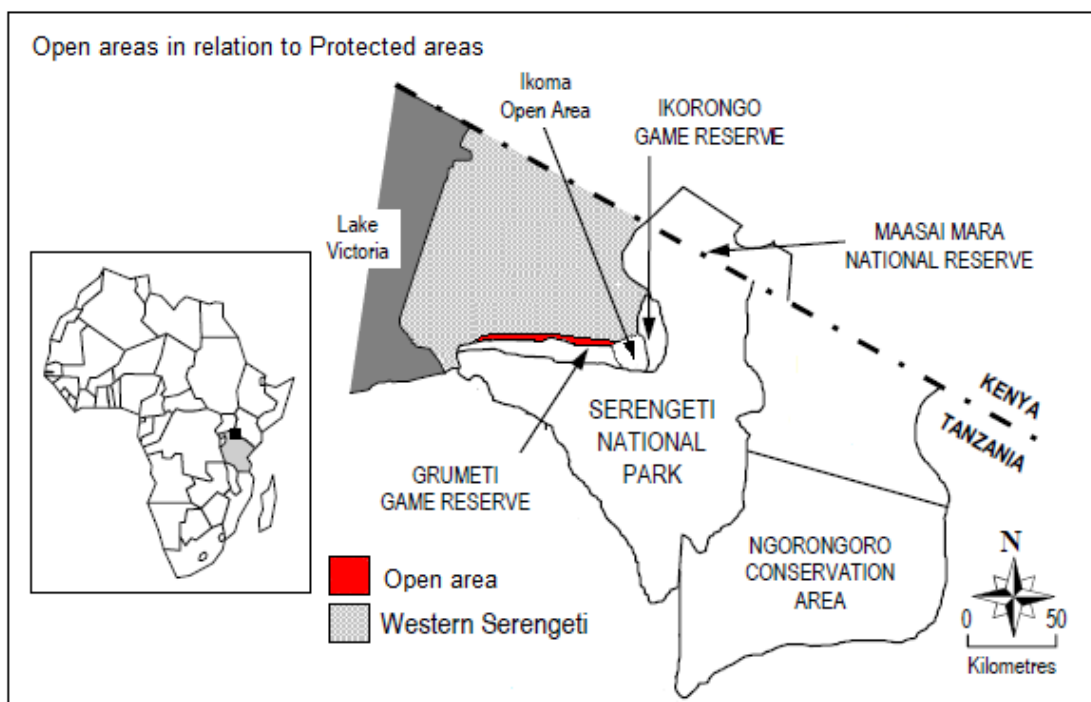 Open areas in relation to Protected areas
Ikoma
Open Area
IKORONGO
GAME RESERVE
Lake
Victoria
MAASAI MARA
NATIONAL RESERVE
KENYA
TANZANIA
SERENGETI
NATIONAL
PARK
GRUMETI
GAME RESERVE
NGORONGORO
CONSERVATION
AREA
Open area
Western Serengeti
N
0 50
Kilometres